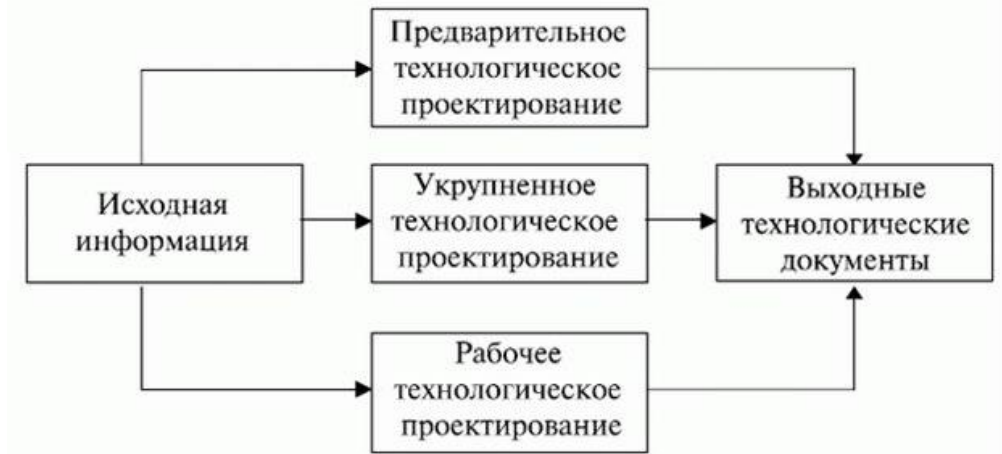 Предварительное
технологическое
проектирование
Исходная
информация
Укрупненное
технологическое
проектирование
Выходные
технологические
документы
Рабочее
технологическое
проектирование